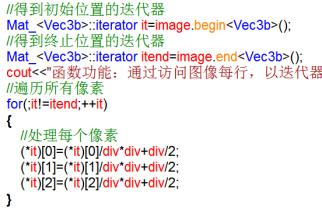 //得到初始位置的迭代器
Mat_<Vec3b>::iterator it=image.begin<Vec3b>();
//得到终止位置的迭代器
Mat_<Vec3b>::iterator itend=image.end<Vec3b>();
cout<<"函数功能：通过访问图像每行，以迭代器
//遍历所有像素
for(;it!=itend;++it)
{
//处理每个像素
(*it)[0]=(*it)[0]/div*div+div/2;
(*it)[1]=(*it)[1]/div*div+div/2;
(*it)[2]=(*it)[2]/div*div+div/2;
}